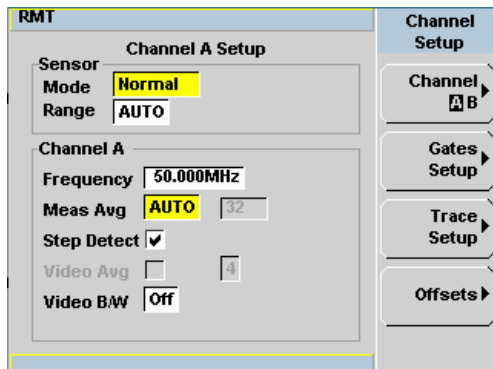 RMT
Channel A Setup
Sensor
Mode Normal
Range AUTO
Channel A
Frequency 50.000MHz
Meas Avg AUTO 32
Step Detect
Video Avg 4
Video B/W Off
Channel
Setup
Channel
A B
Gates
Setup
Trace
Setup
Offsets